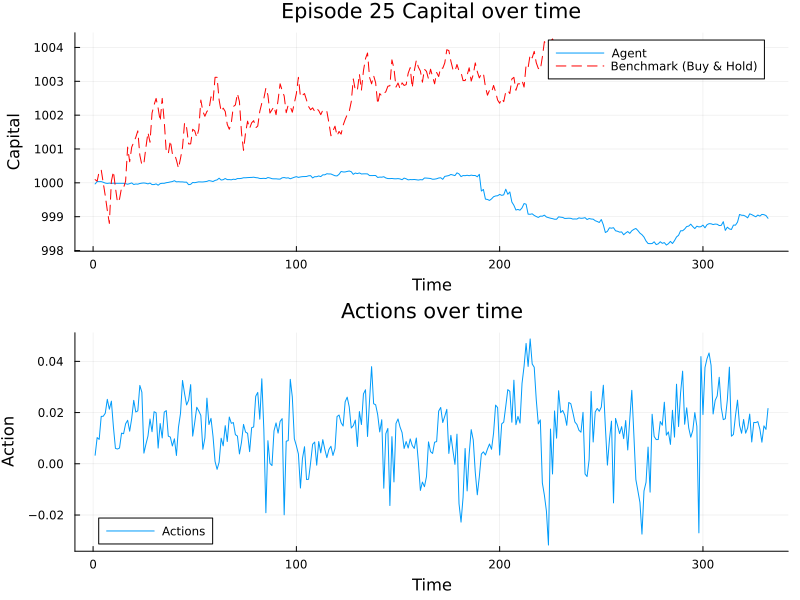 Episode 25 Capital over time
Capital
1004
1003
1002
1001
1000
999
998
Agent
Benchmark (Buy & Hold)
0
100
200
300
Time
Actions over time
Action
0.04
0.02
0.00
−0.02
Actions
0
100
200
300
Time